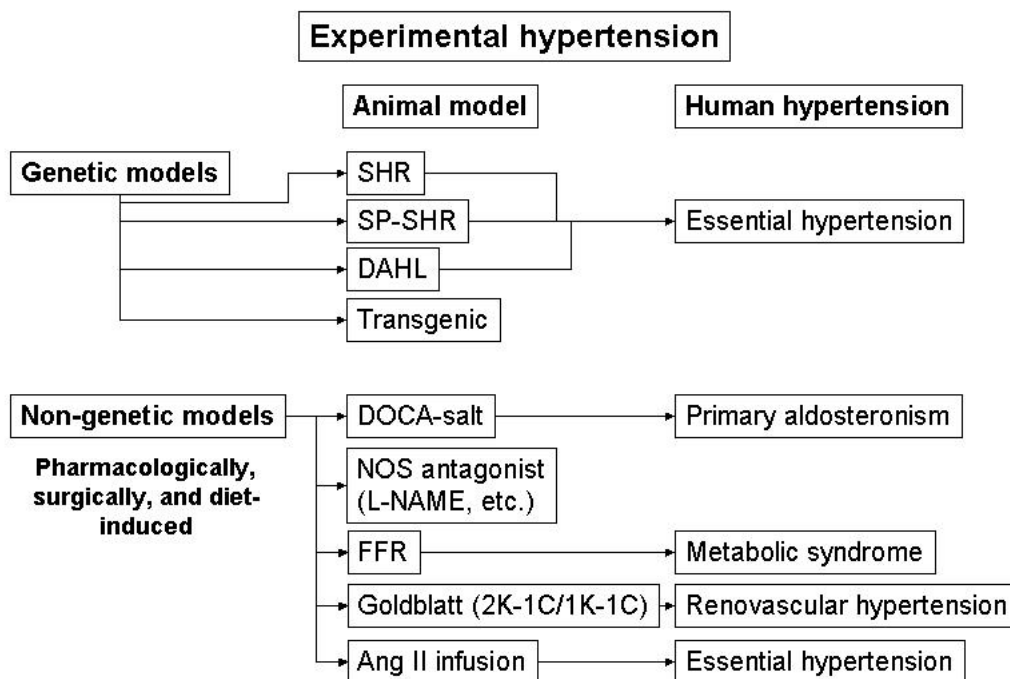 Experimental hypertension
Animal model
Human hypertension
Genetic models
SHR
SP-SHR
Essential hypertension
DAHL
Transgenic
Non-genetic models
DOCA-salt
Primary aldosteronism
Pharmacologically,
surgically, and diet-
induced
NOS antagonist
(L-NAME, etc.)
FFR
Metabolic syndrome
Goldblatt (2K-1C/1K-1C)
Renovascular hypertension
Ang II infusion
Essential hypertension